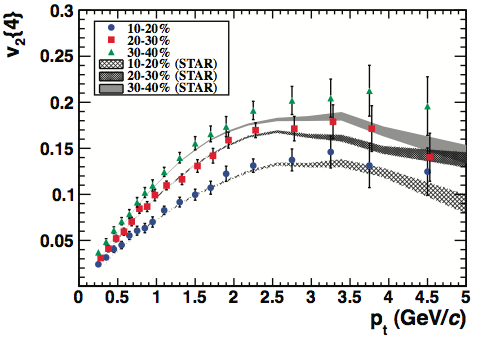 v₂{4}
0.3
0.25
0.2
0.15
0.1
0.05
10-20%
20-30%
30-40%
10-20% (STAR)
20-30% (STAR)
30-40% (STAR)
0 0.5 1 1.5 2 2.5 3 3.5 4 4.5 5
pₜ (GeV/c)